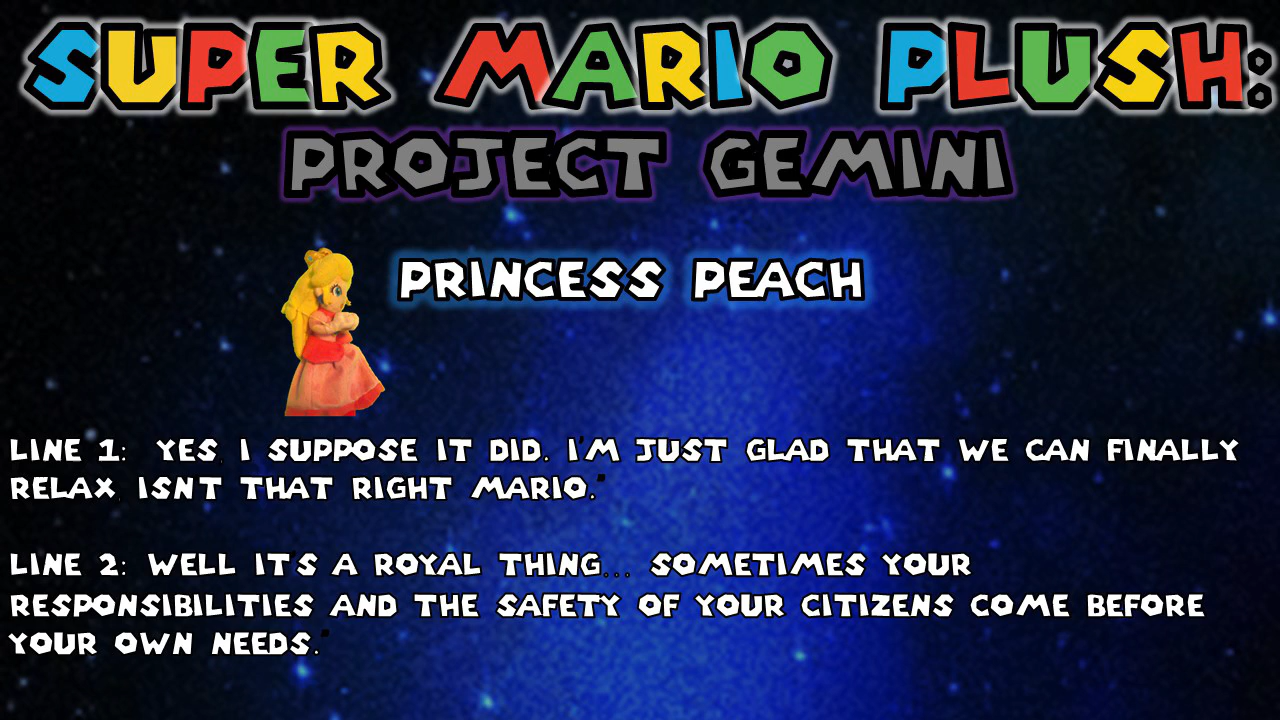 SUPER MARIO PLUSH:
PROJECT GEMINI
PRINCESS PEACH
LINE 1: YES I SUPPOSE IT DID. I'M JUST GLAD THAT WE CAN FINALLY
RELAX, ISN'T THAT RIGHT MARIO."
LINE 2: WELL IT'S A ROYAL THING... SOMETIMES YOUR
RESPONSIBILITIES AND THE SAFETY OF YOUR CITIZENS COME BEFORE
YOUR OWN NEEDS."